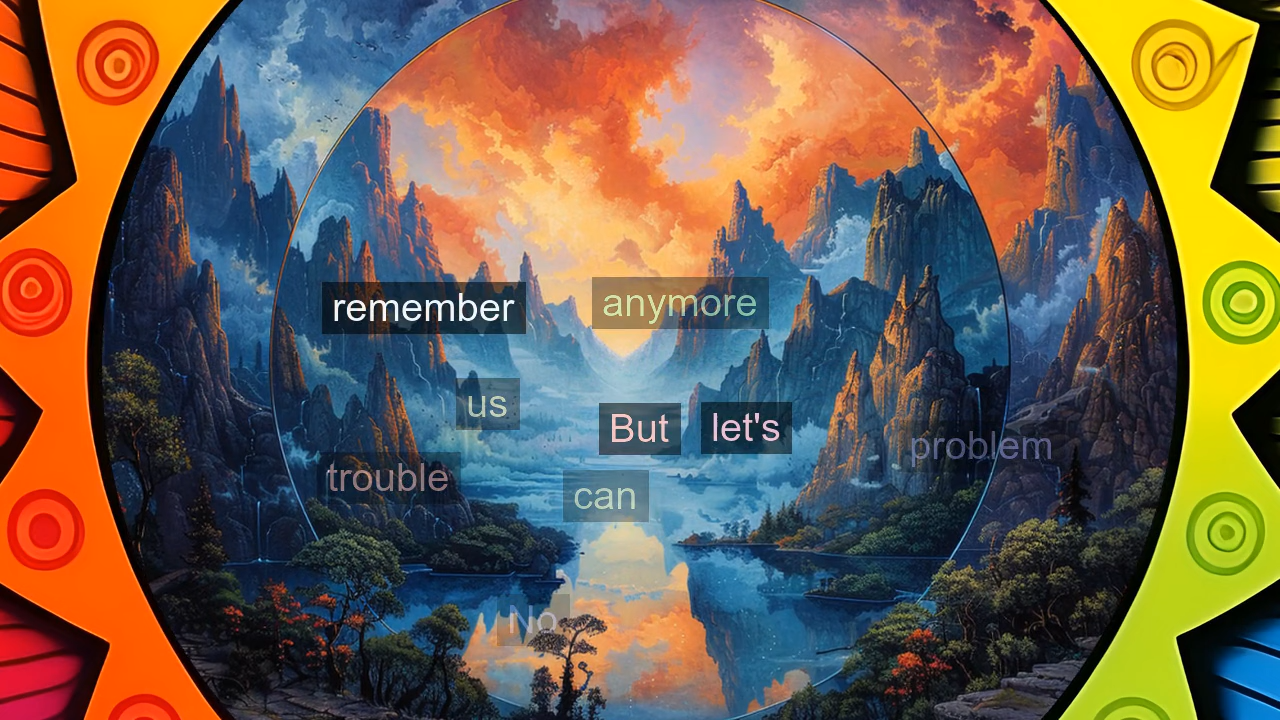 remember anymore
us But let's
trouble problem
can
No